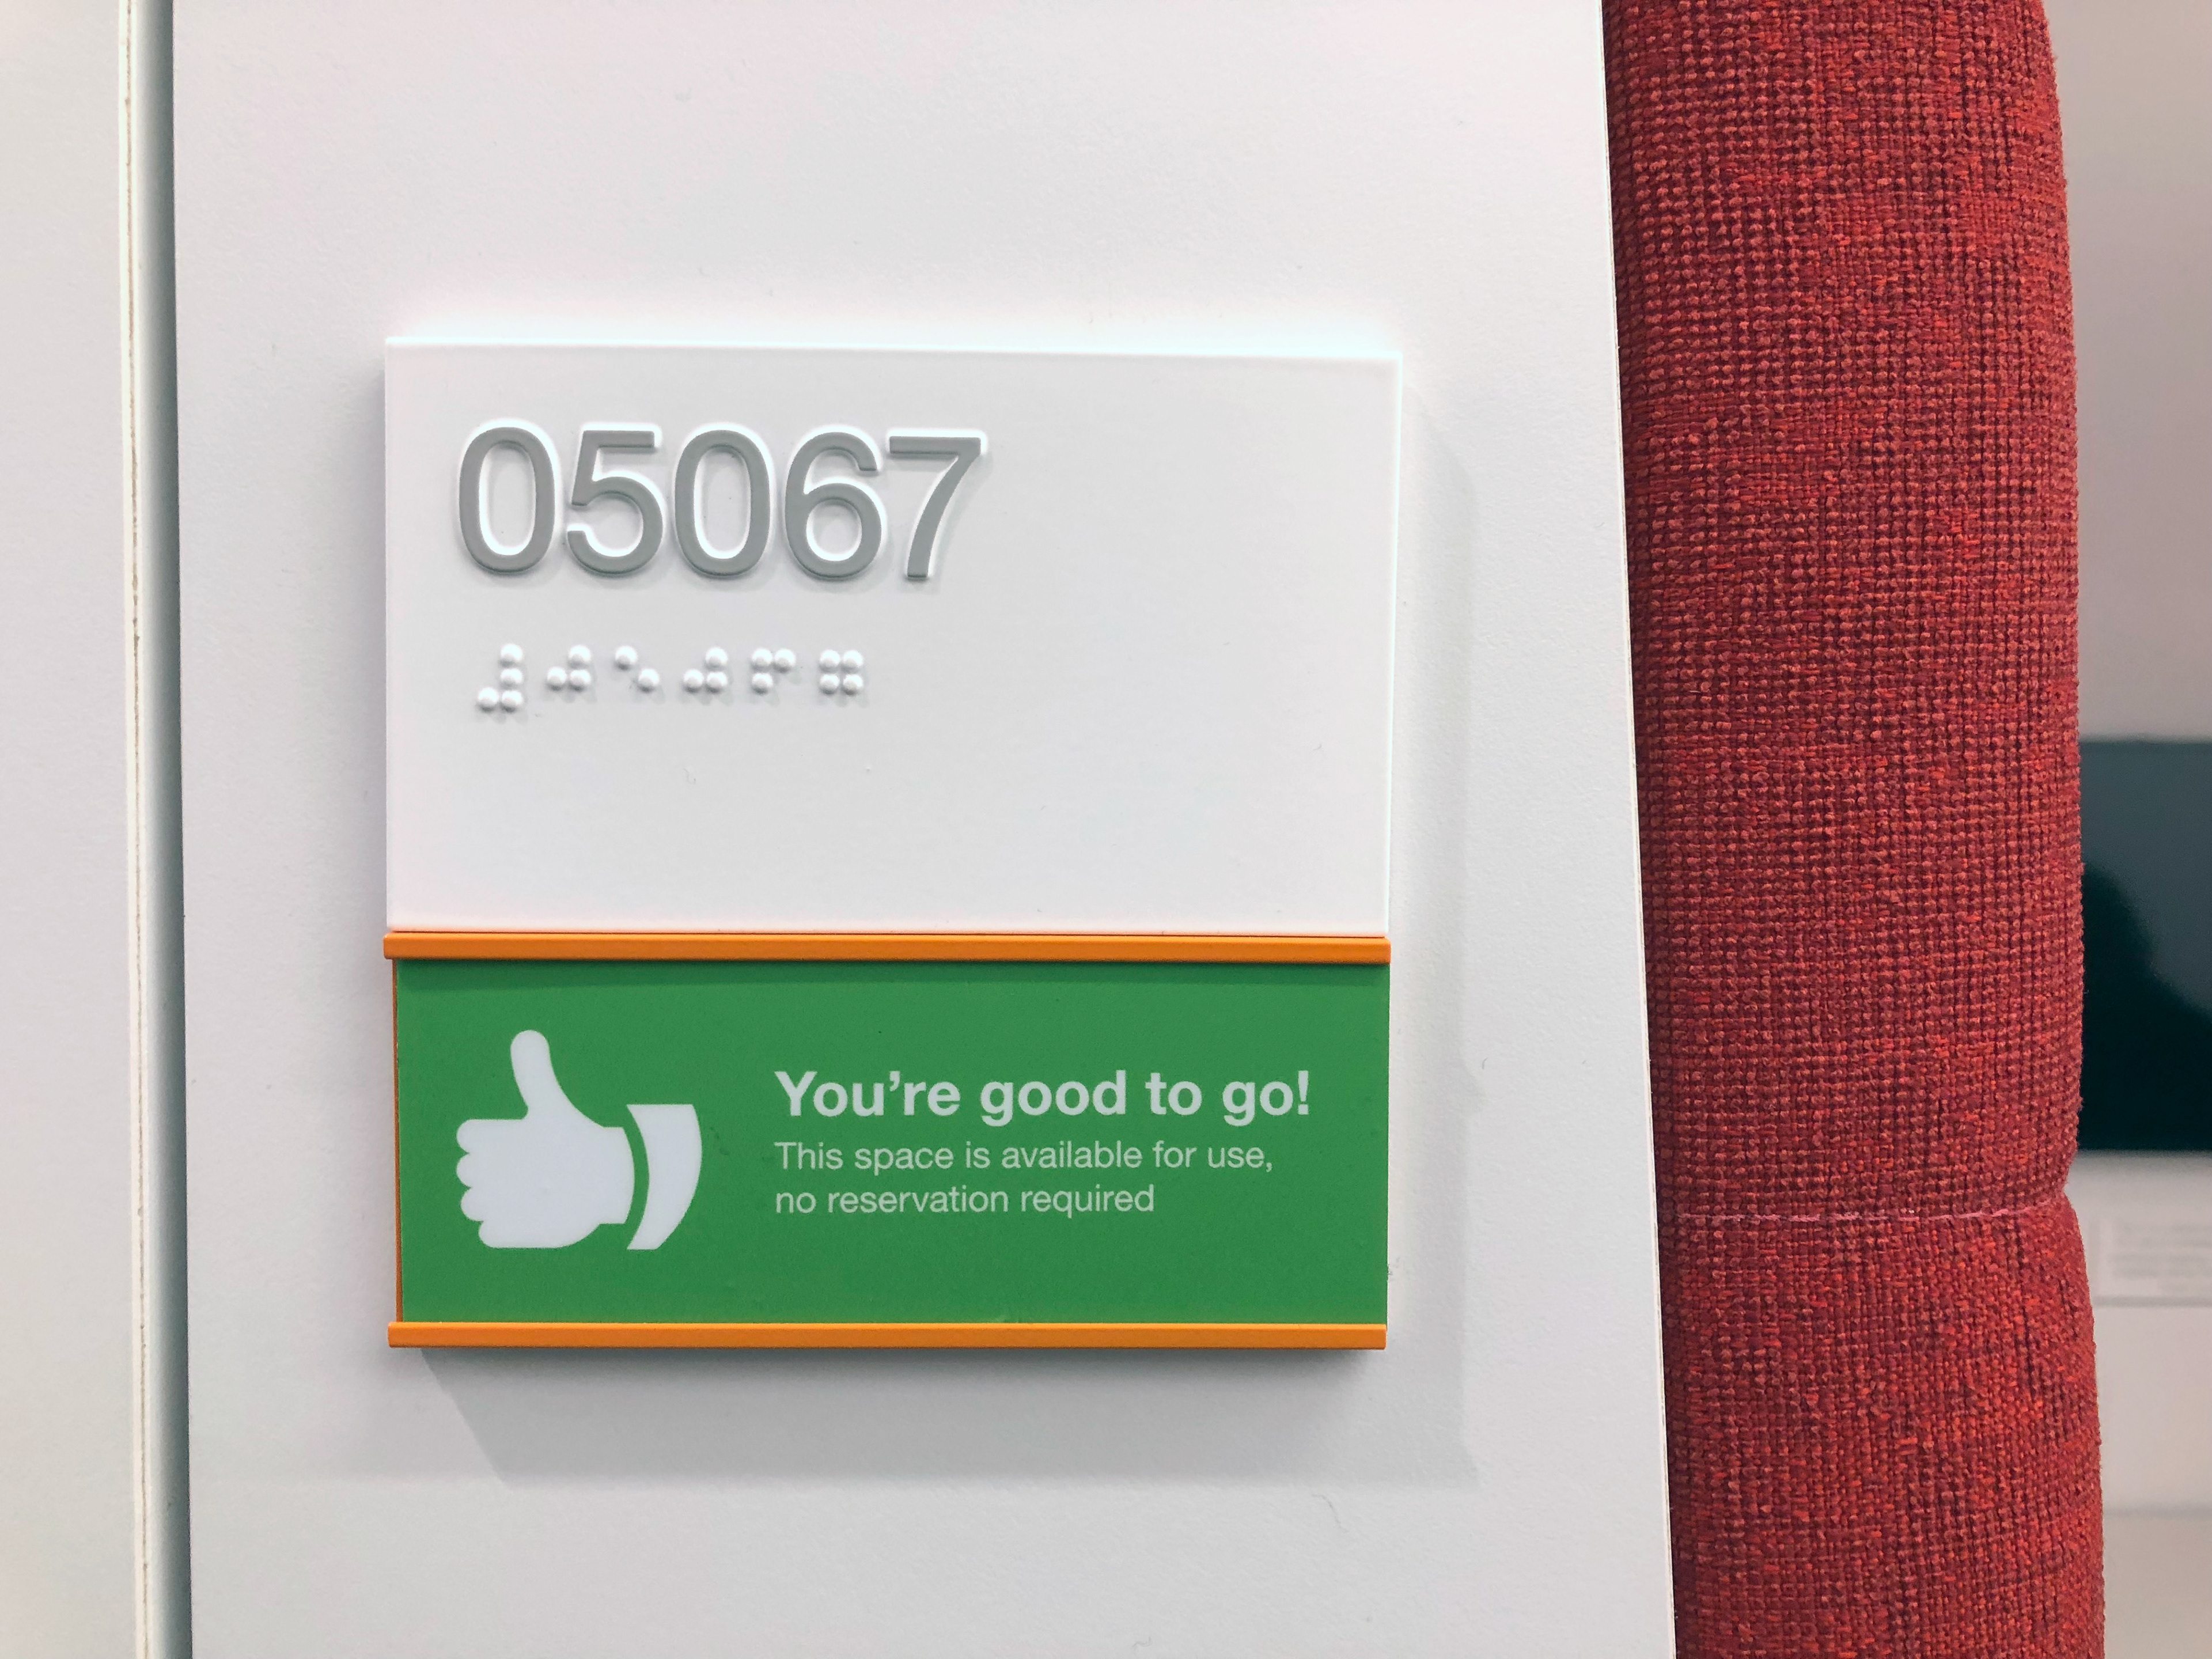 05067
⠼⠚⠑⠚⠋⠛
You're good to go!
This space is available for use,
no reservation required